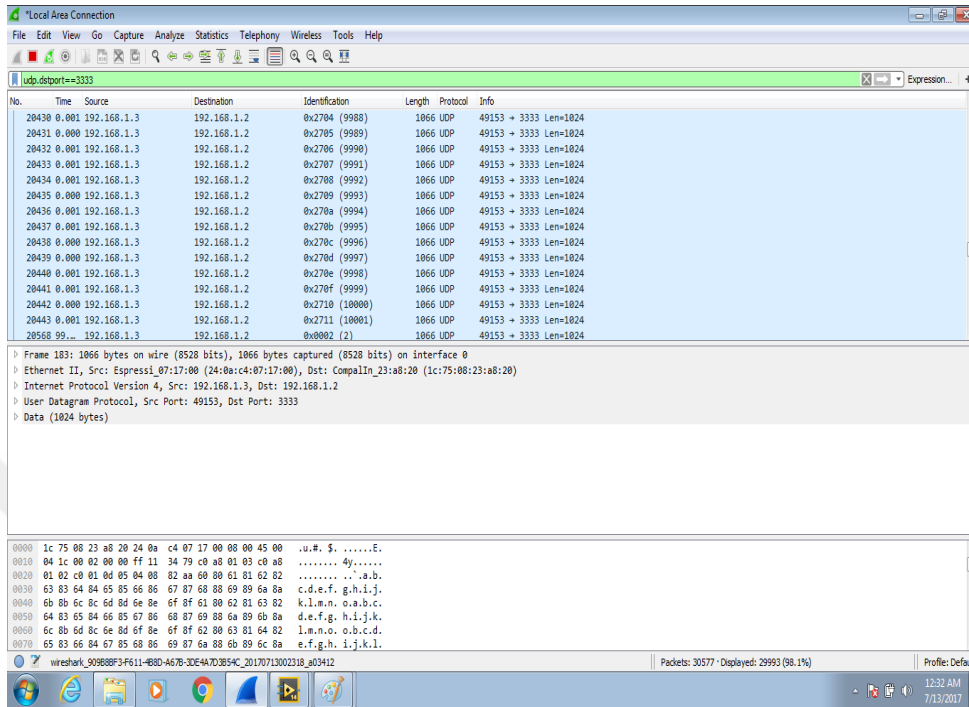 *Local Area Connection
File Edit View Go Capture Analyze Statistics Telephony Wireless Tools Help
udp.dstport==3333 Expression... +
No. Time Source Destination Identification Length Protocol Info
20430 0.001 192.168.1.3 192.168.1.2 0x2704 (9988) 1066 UDP 49153 → 3333 Len=1024
20431 0.000 192.168.1.3 192.168.1.2 0x2705 (9989) 1066 UDP 49153 → 3333 Len=1024
20432 0.001 192.168.1.3 192.168.1.2 0x2706 (9990) 1066 UDP 49153 → 3333 Len=1024
20433 0.001 192.168.1.3 192.168.1.2 0x2707 (9991) 1066 UDP 49153 → 3333 Len=1024
20434 0.001 192.168.1.3 192.168.1.2 0x2708 (9992) 1066 UDP 49153 → 3333 Len=1024
20435 0.000 192.168.1.3 192.168.1.2 0x2709 (9993) 1066 UDP 49153 → 3333 Len=1024
20436 0.001 192.168.1.3 192.168.1.2 0x270a (9994) 1066 UDP 49153 → 3333 Len=1024
20437 0.001 192.168.1.3 192.168.1.2 0x270b (9995) 1066 UDP 49153 → 3333 Len=1024
20438 0.000 192.168.1.3 192.168.1.2 0x270c (9996) 1066 UDP 49153 → 3333 Len=1024
20439 0.000 192.168.1.3 192.168.1.2 0x270d (9997) 1066 UDP 49153 → 3333 Len=1024
20440 0.001 192.168.1.3 192.168.1.2 0x270e (9998) 1066 UDP 49153 → 3333 Len=1024
20441 0.001 192.168.1.3 192.168.1.2 0x270f (9999) 1066 UDP 49153 → 3333 Len=1024
20442 0.000 192.168.1.3 192.168.1.2 0x2710 (10000) 1066 UDP 49153 → 3333 Len=1024
20443 0.001 192.168.1.3 192.168.1.2 0x2711 (10001) 1066 UDP 49153 → 3333 Len=1024
20568 99... 192.168.1.3 192.168.1.2 0x0002 (2) 1066 UDP 49153 → 3333 Len=1024
Frame 183: 1066 bytes on wire (8528 bits), 1066 bytes captured (8528 bits) on interface 0
Ethernet II, Src: Espressi_07:17:00 (24:0a:c4:07:17:00), Dst: CompalIn_23:a8:20 (1c:75:08:23:a8:20)
Internet Protocol Version 4, Src: 192.168.1.3, Dst: 192.168.1.2
User Datagram Protocol, Src Port: 49153, Dst Port: 3333
Data (1024 bytes)
0000 1c 75 08 23 a8 20 24 0a c4 07 17 00 08 00 45 00 .u.#. $. ......E.
0010 04 1c 00 02 00 00 ff 11 34 79 c0 a8 01 03 c0 a8 ........ 4y......
0020 01 02 c0 01 0d 05 04 08 82 aa 60 80 61 81 62 82 ........ ..`.a.b.
0030 63 83 64 84 65 85 66 86 67 87 68 88 69 89 6a 8a c.d.e.f. g.h.i.j.
0040 6b 8b 6c 8c 6d 8d 6e 8e 6f 8f 61 80 62 81 63 82 k.l.m.n. o.a.b.c.
0050 64 83 65 84 66 85 67 86 68 87 69 88 6a 89 6b 8a d.e.f.g. h.i.j.k.
0060 6c 8b 6d 8c 6e 8d 6f 8e 6f 8f 62 80 63 81 64 82 l.m.n.o. o.b.c.d.
0070 65 83 66 84 67 85 68 86 69 87 6a 88 6b 89 6c 8a e.f.g.h. i.j.k.l.
wireshark_909B8BF3-F611-4B8D-A67B-3DE4A7D3B54C_20170713002318_a03412 Packets: 30577 · Displayed: 29993 (98.1%) Profile: Defau
12:32 AM
7/13/2017